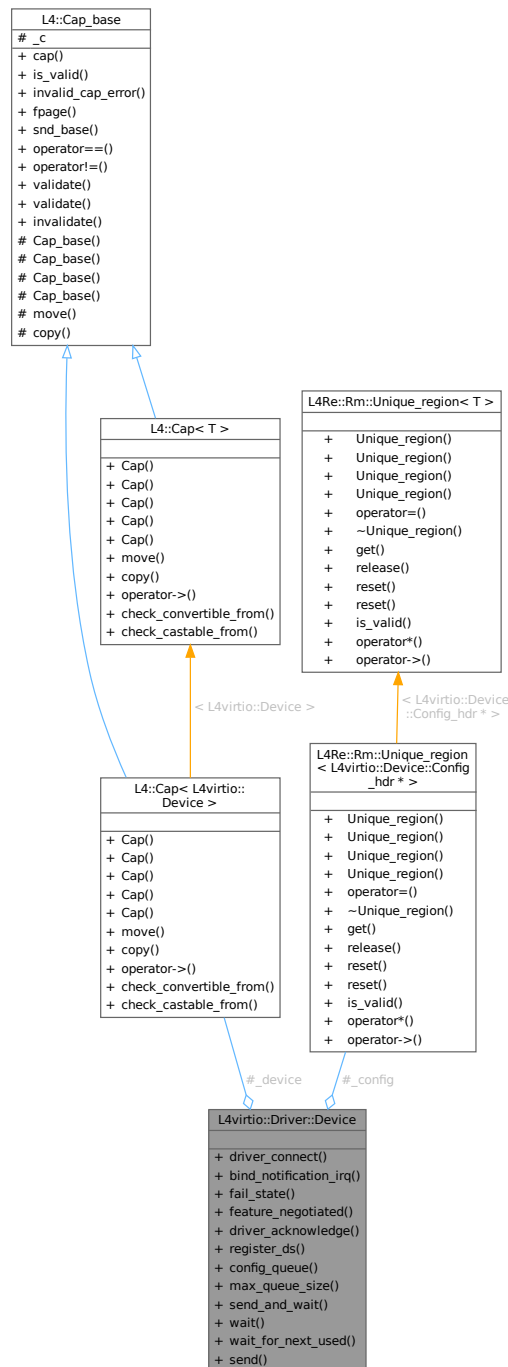 L4::Cap_base
# _c
+ cap()
+ is_valid()
+ invalid_cap_error()
+ fpage()
+ snd_base()
+ operator==()
+ operator!=()
+ validate()
+ validate()
+ invalidate()
# Cap_base()
# Cap_base()
# Cap_base()
# Cap_base()
# move()
# copy()
L4::Cap< T >
+ Cap()
+ Cap()
+ Cap()
+ Cap()
+ Cap()
+ move()
+ copy()
+ operator->()
+ check_convertible_from()
+ check_castable_from()
L4Re::Rm::Unique_region< T >
+ Unique_region()
+ Unique_region()
+ Unique_region()
+ Unique_region()
+ operator=()
+ ~Unique_region()
+ get()
+ release()
+ reset()
+ reset()
+ is_valid()
+ operator*()
+ operator->()
< L4virtio::Device >
< L4virtio::Device
::Config_hdr * >
L4::Cap< L4virtio::
Device >
+ Cap()
+ Cap()
+ Cap()
+ Cap()
+ Cap()
+ move()
+ copy()
+ operator->()
+ check_convertible_from()
+ check_castable_from()
L4Re::Rm::Unique_region
< L4virtio::Device::Config
_hdr * >
+ Unique_region()
+ Unique_region()
+ Unique_region()
+ Unique_region()
+ operator=()
+ ~Unique_region()
+ get()
+ release()
+ reset()
+ reset()
+ is_valid()
+ operator*()
+ operator->()
#_device
#_config
L4virtio::Driver::Device
+ driver_connect()
+ bind_notification_irq()
+ fail_state()
+ feature_negotiated()
+ driver_acknowledge()
+ register_ds()
+ config_queue()
+ max_queue_size()
+ send_and_wait()
+ wait()
+ wait_for_next_used()
+ send()